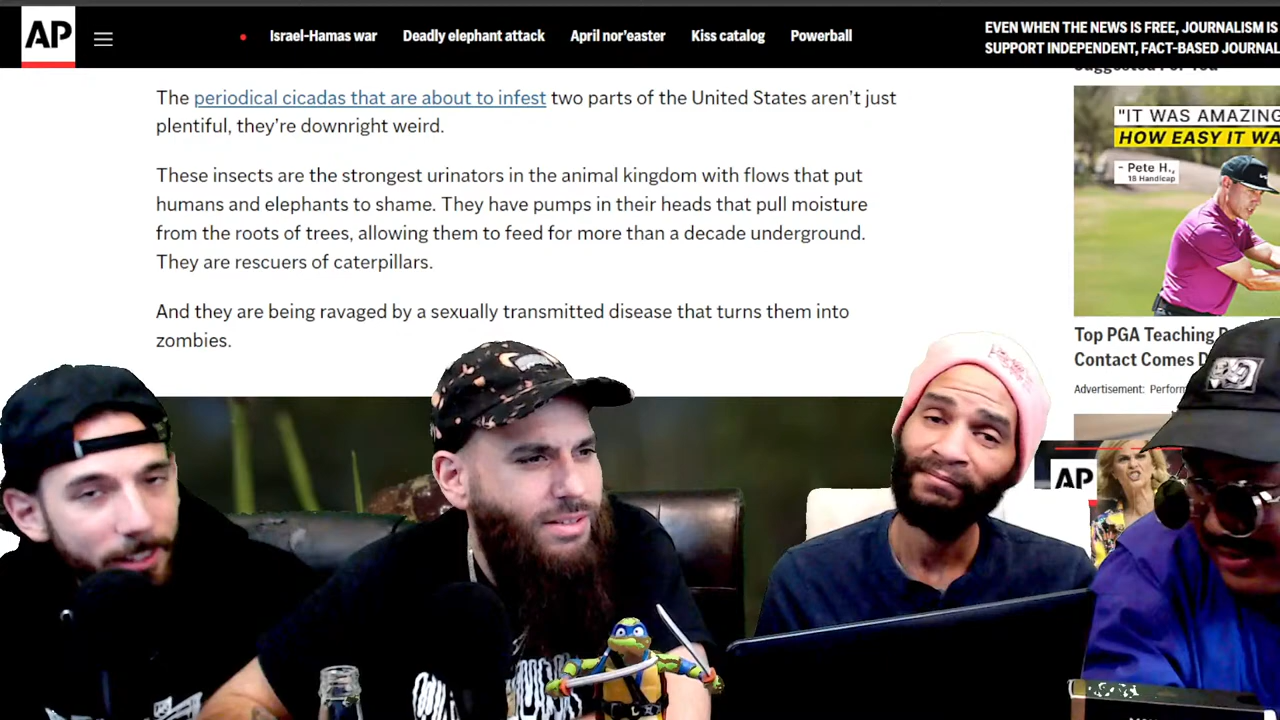 AP
Israel-Hamas war
Deadly elephant attack
April nor'easter
Kiss catalog
Powerball
EVEN WHEN THE NEWS IS FREE, JOURNALISM IS
SUPPORT INDEPENDENT, FACT-BASED JOURNAL
Suggested For You
The periodical cicadas that are about to infest two parts of the United States aren't just
plentiful, they're downright weird.
These insects are the strongest urinators in the animal kingdom with flows that put
humans and elephants to shame. They have pumps in their heads that pull moisture
from the roots of trees, allowing them to feed for more than a decade underground.
They are rescuers of caterpillars.
And they are being ravaged by a sexually transmitted disease that turns them into
zombies.
"IT WAS AMAZING
HOW EASY IT WA
- Pete H.,
18 Handicap
Top PGA Teaching P
Contact Comes D
Advertisement: Perform
AP